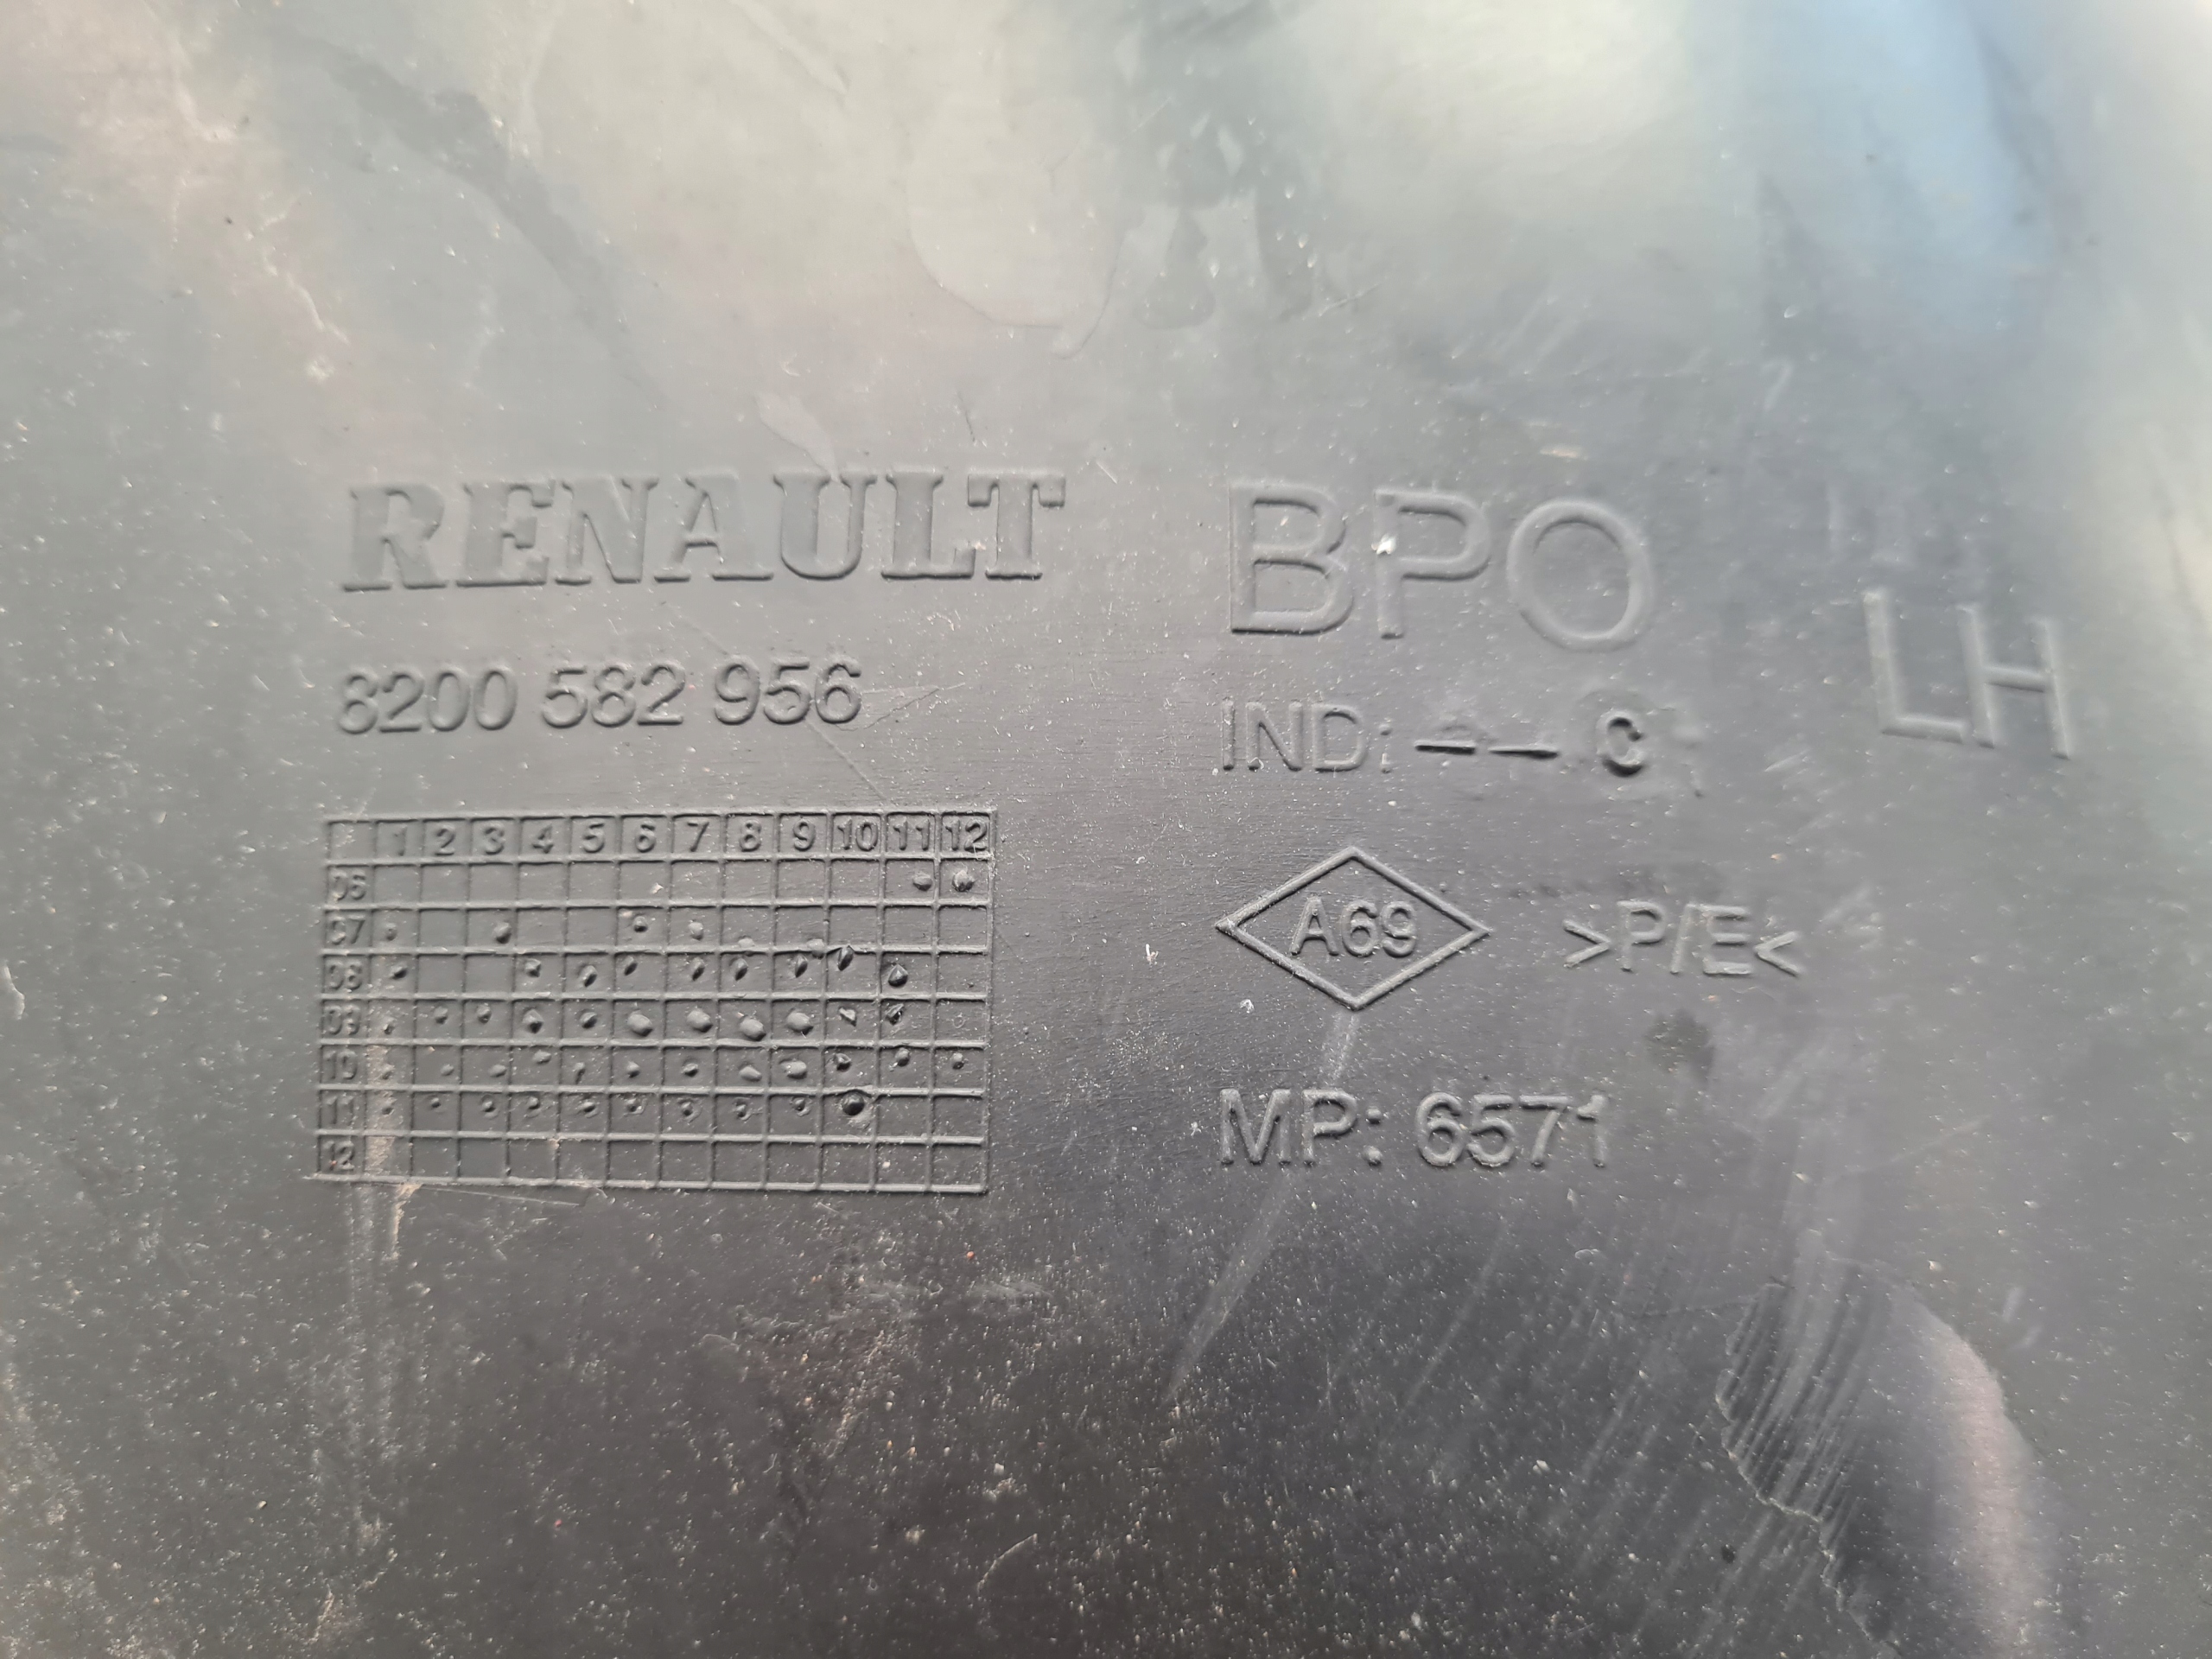 RENAULT
8200 582 956
1 2 3 4 5 6 7 8 9 10 11 12
06
07
08
09
10
11
12
BPO
IND: – – C
LH
A69
>P/E<
MP: 6571